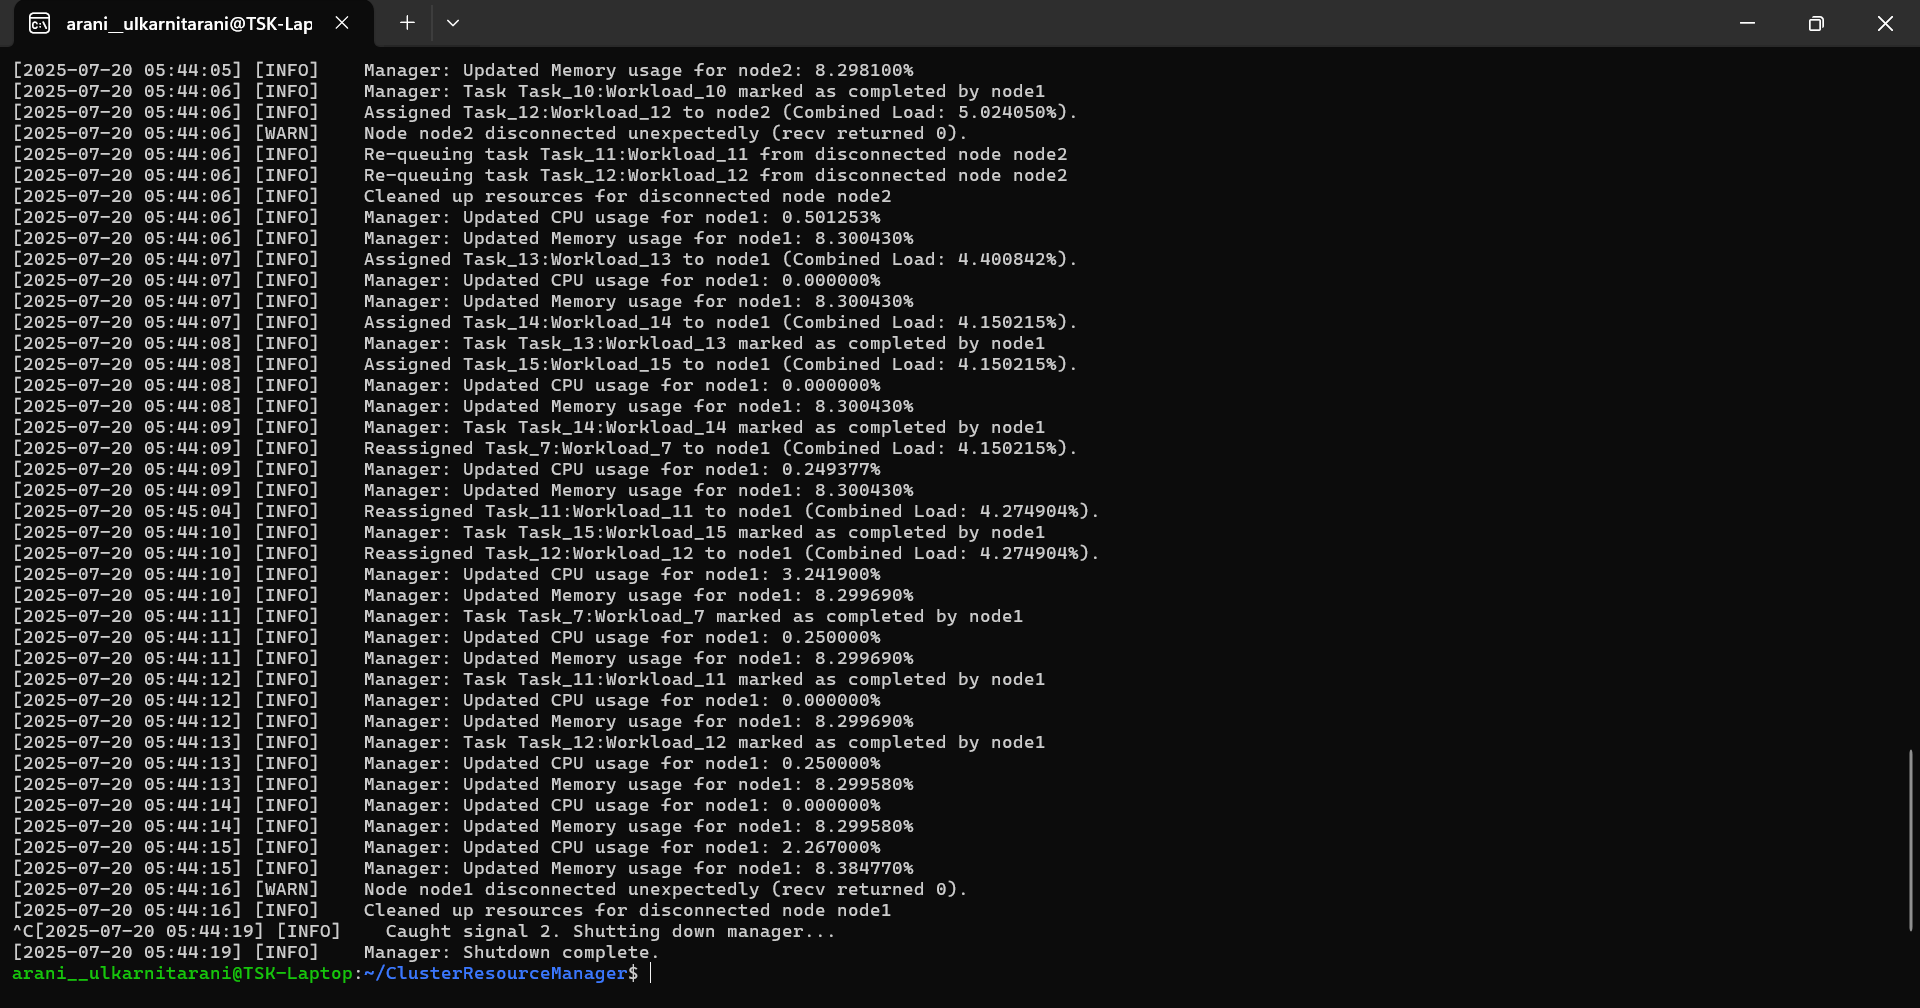 arani__ulkarnitarani@TSK-Lap
[2025-07-20 05:44:05] [INFO]    Manager: Updated Memory usage for node2: 8.298100%
[2025-07-20 05:44:06] [INFO]    Manager: Task Task_10:Workload_10 marked as completed by node1
[2025-07-20 05:44:06] [INFO]    Assigned Task_12:Workload_12 to node2 (Combined Load: 5.024050%).
[2025-07-20 05:44:06] [WARN]    Node node2 disconnected unexpectedly (recv returned 0).
[2025-07-20 05:44:06] [INFO]    Re-queuing task Task_11:Workload_11 from disconnected node node2
[2025-07-20 05:44:06] [INFO]    Re-queuing task Task_12:Workload_12 from disconnected node node2
[2025-07-20 05:44:06] [INFO]    Cleaned up resources for disconnected node node2
[2025-07-20 05:44:06] [INFO]    Manager: Updated CPU usage for node1: 0.501253%
[2025-07-20 05:44:06] [INFO]    Manager: Updated Memory usage for node1: 8.300430%
[2025-07-20 05:44:07] [INFO]    Assigned Task_13:Workload_13 to node1 (Combined Load: 4.400842%).
[2025-07-20 05:44:07] [INFO]    Manager: Updated CPU usage for node1: 0.000000%
[2025-07-20 05:44:07] [INFO]    Manager: Updated Memory usage for node1: 8.300430%
[2025-07-20 05:44:07] [INFO]    Assigned Task_14:Workload_14 to node1 (Combined Load: 4.150215%).
[2025-07-20 05:44:08] [INFO]    Manager: Task Task_13:Workload_13 marked as completed by node1
[2025-07-20 05:44:08] [INFO]    Assigned Task_15:Workload_15 to node1 (Combined Load: 4.150215%).
[2025-07-20 05:44:08] [INFO]    Manager: Updated CPU usage for node1: 0.000000%
[2025-07-20 05:44:08] [INFO]    Manager: Updated Memory usage for node1: 8.300430%
[2025-07-20 05:44:09] [INFO]    Manager: Task Task_14:Workload_14 marked as completed by node1
[2025-07-20 05:44:09] [INFO]    Reassigned Task_7:Workload_7 to node1 (Combined Load: 4.150215%).
[2025-07-20 05:44:09] [INFO]    Manager: Updated CPU usage for node1: 0.249377%
[2025-07-20 05:44:09] [INFO]    Manager: Updated Memory usage for node1: 8.300430%
[2025-07-20 05:45:04] [INFO]    Reassigned Task_11:Workload_11 to node1 (Combined Load: 4.274904%).
[2025-07-20 05:44:10] [INFO]    Manager: Task Task_15:Workload_15 marked as completed by node1
[2025-07-20 05:44:10] [INFO]    Reassigned Task_12:Workload_12 to node1 (Combined Load: 4.274904%).
[2025-07-20 05:44:10] [INFO]    Manager: Updated CPU usage for node1: 3.241900%
[2025-07-20 05:44:10] [INFO]    Manager: Updated Memory usage for node1: 8.299690%
[2025-07-20 05:44:11] [INFO]    Manager: Task Task_7:Workload_7 marked as completed by node1
[2025-07-20 05:44:11] [INFO]    Manager: Updated CPU usage for node1: 0.250000%
[2025-07-20 05:44:11] [INFO]    Manager: Updated Memory usage for node1: 8.299690%
[2025-07-20 05:44:12] [INFO]    Manager: Task Task_11:Workload_11 marked as completed by node1
[2025-07-20 05:44:12] [INFO]    Manager: Updated CPU usage for node1: 0.000000%
[2025-07-20 05:44:12] [INFO]    Manager: Updated Memory usage for node1: 8.299690%
[2025-07-20 05:44:13] [INFO]    Manager: Task Task_12:Workload_12 marked as completed by node1
[2025-07-20 05:44:13] [INFO]    Manager: Updated CPU usage for node1: 0.250000%
[2025-07-20 05:44:13] [INFO]    Manager: Updated Memory usage for node1: 8.299580%
[2025-07-20 05:44:14] [INFO]    Manager: Updated CPU usage for node1: 0.000000%
[2025-07-20 05:44:14] [INFO]    Manager: Updated Memory usage for node1: 8.299580%
[2025-07-20 05:44:15] [INFO]    Manager: Updated CPU usage for node1: 2.267000%
[2025-07-20 05:44:15] [INFO]    Manager: Updated Memory usage for node1: 8.384770%
[2025-07-20 05:44:16] [WARN]    Node node1 disconnected unexpectedly (recv returned 0).
[2025-07-20 05:44:16] [INFO]    Cleaned up resources for disconnected node node1
^C[2025-07-20 05:44:19] [INFO]    Caught signal 2. Shutting down manager...
[2025-07-20 05:44:19] [INFO]    Manager: Shutdown complete.
arani__ulkarnitarani@TSK-Laptop:~/ClusterResourceManager$